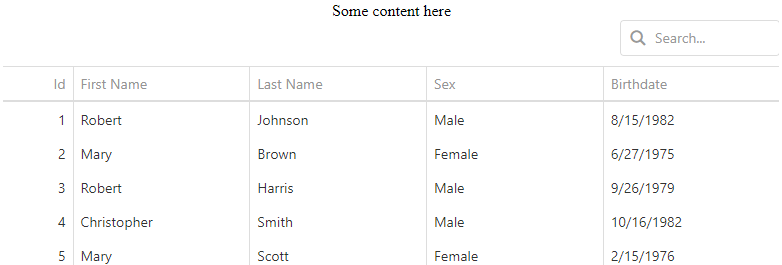 Some content here
Search...
Id First Name Last Name Sex Birthdate
1 Robert Johnson Male 8/15/1982
2 Mary Brown Female 6/27/1975
3 Robert Harris Male 9/26/1979
4 Christopher Smith Male 10/16/1982
5 Mary Scott Female 2/15/1976